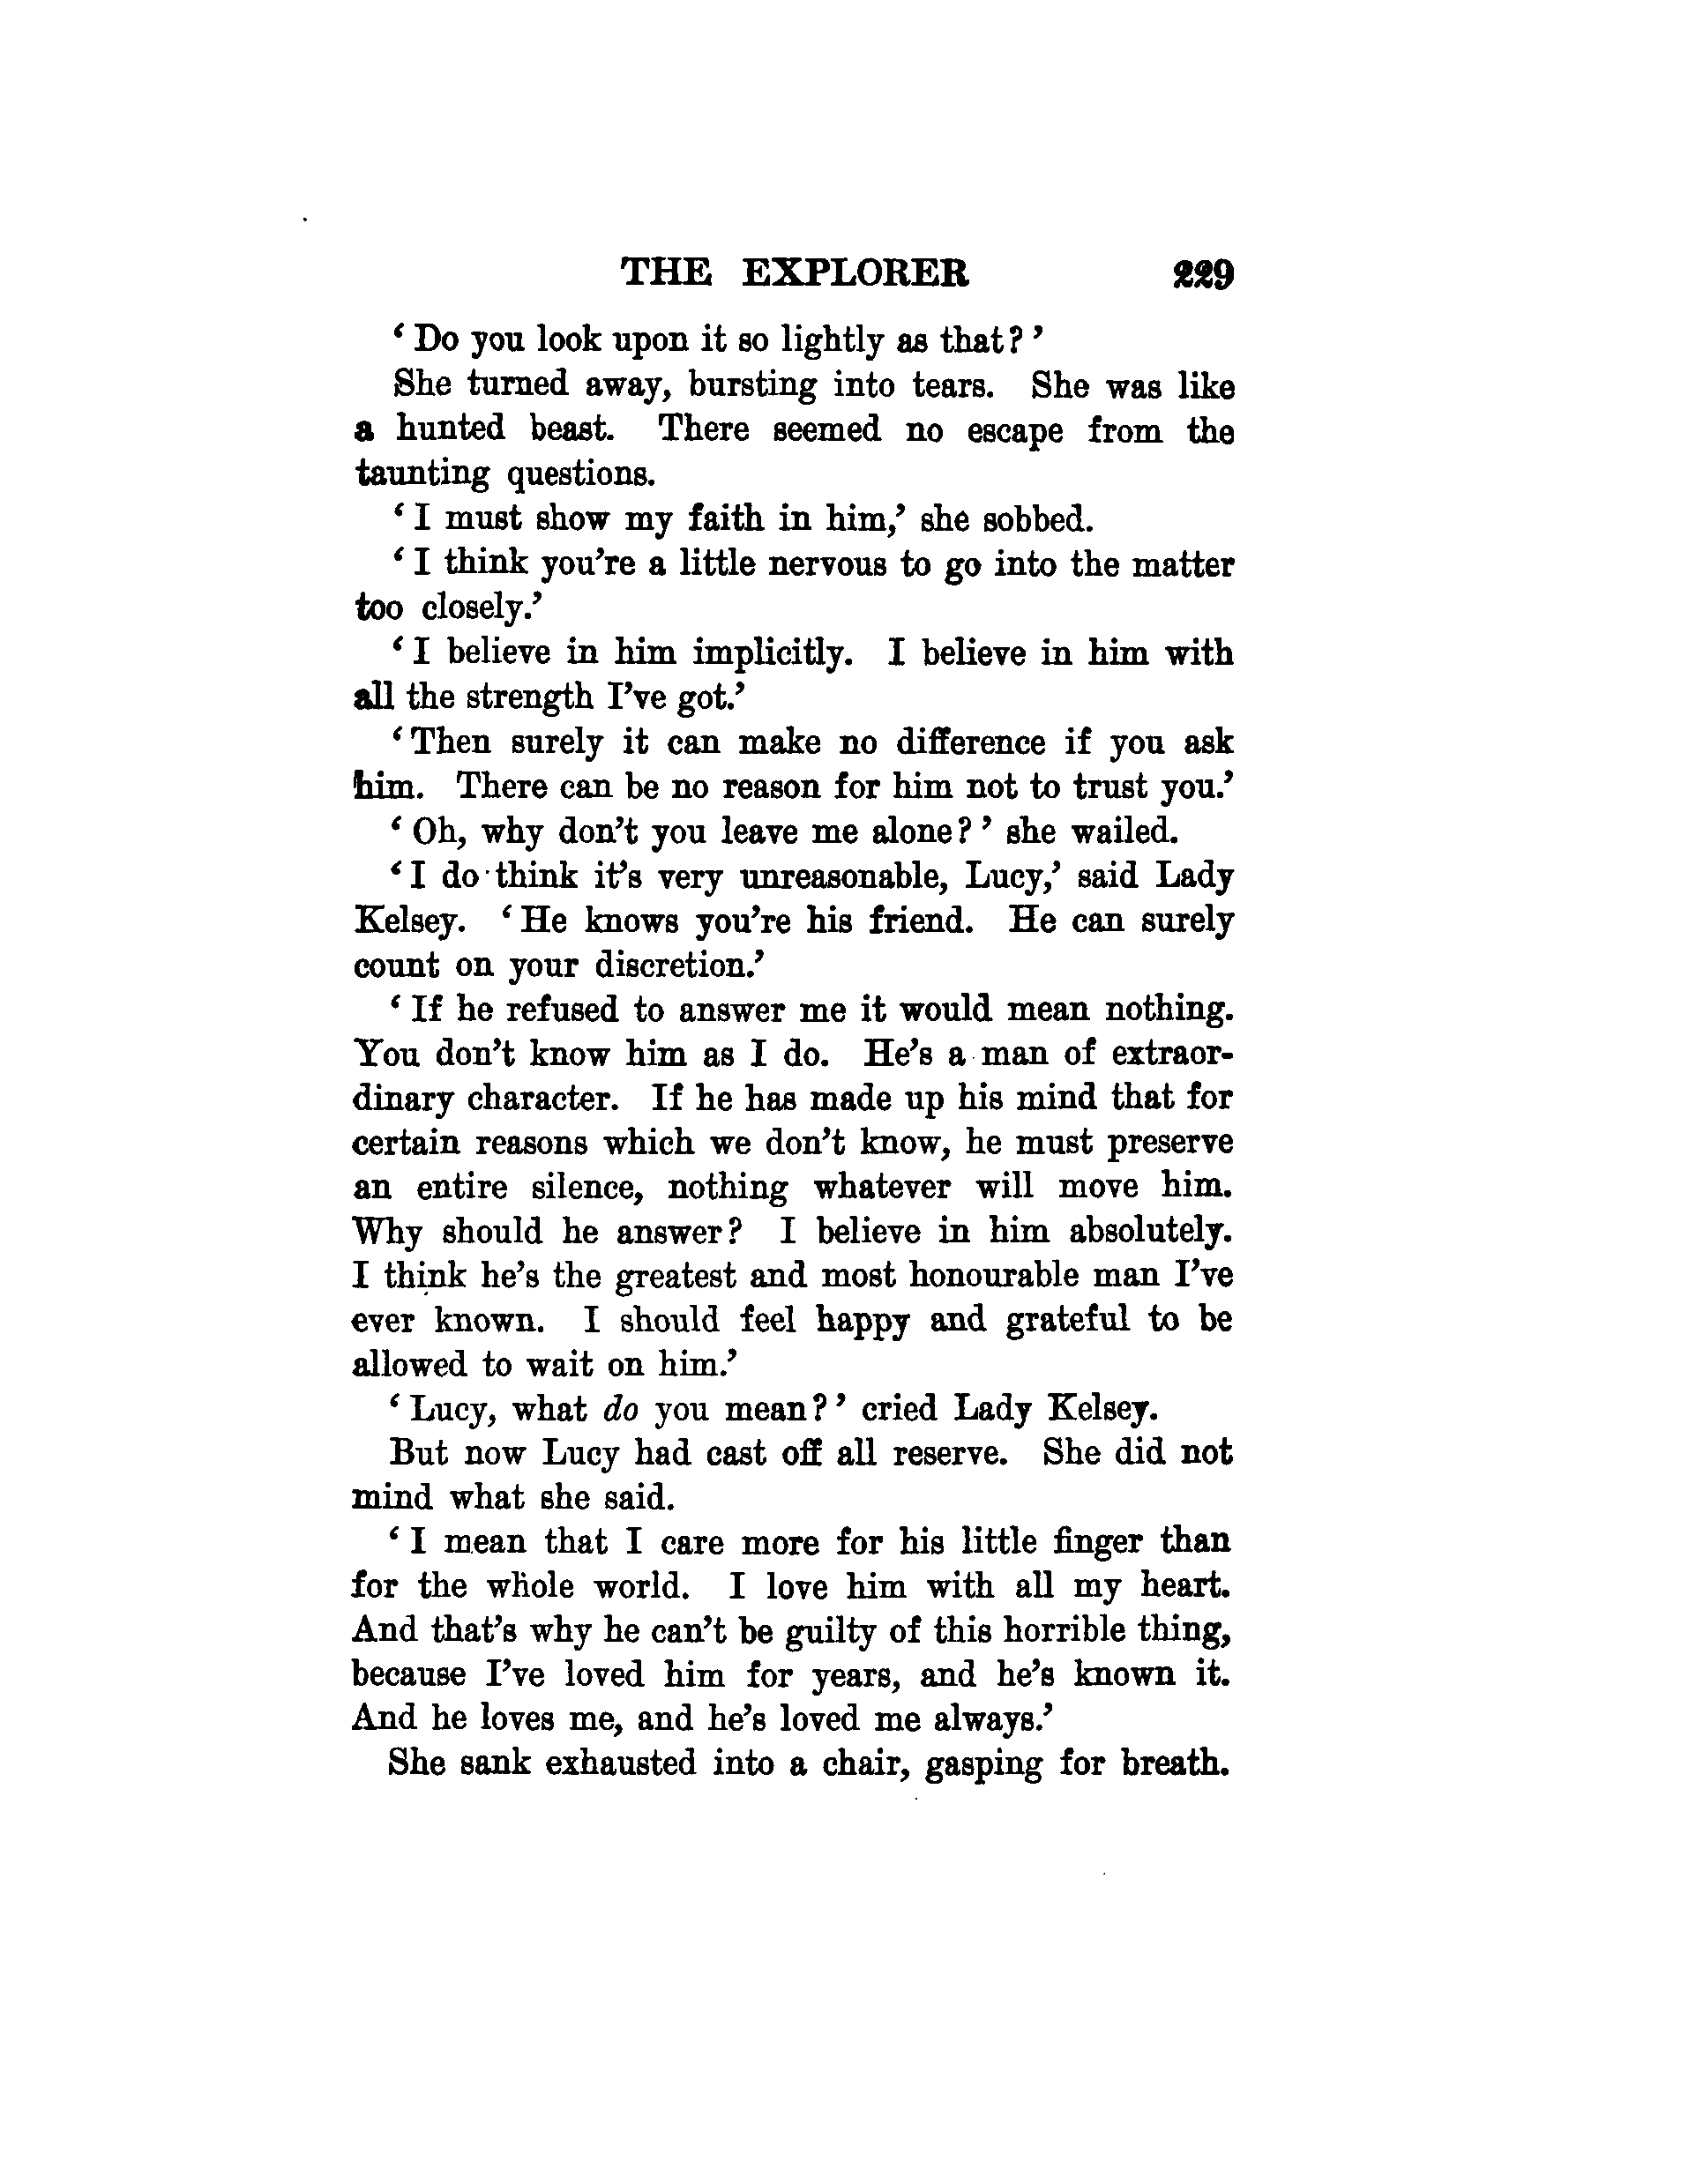 THE EXPLORER 229
‘Do you look upon it so lightly as that?’
She turned away, bursting into tears. She was like
a hunted beast. There seemed no escape from the
taunting questions.
‘I must show my faith in him,’ she sobbed.
‘I think you’re a little nervous to go into the matter
too closely.’
‘I believe in him implicitly. I believe in him with
all the strength I’ve got.’
‘Then surely it can make no difference if you ask
him. There can be no reason for him not to trust you.’
‘Oh, why don’t you leave me alone?’ she wailed.
‘I do think it’s very unreasonable, Lucy,’ said Lady
Kelsey. ‘He knows you’re his friend. He can surely
count on your discretion.’
‘If he refused to answer me it would mean nothing.
You don’t know him as I do. He’s a man of extraor-
dinary character. If he has made up his mind that for
certain reasons which we don’t know, he must preserve
an entire silence, nothing whatever will move him.
Why should he answer? I believe in him absolutely.
I think he’s the greatest and most honourable man I’ve
ever known. I should feel happy and grateful to be
allowed to wait on him.’
‘Lucy, what do you mean?’ cried Lady Kelsey.
But now Lucy had cast off all reserve. She did not
mind what she said.
‘I mean that I care more for his little finger than
for the whole world. I love him with all my heart.
And that’s why he can’t be guilty of this horrible thing,
because I’ve loved him for years, and he’s known it.
And he loves me, and he’s loved me always.’
She sank exhausted into a chair, gasping for breath.